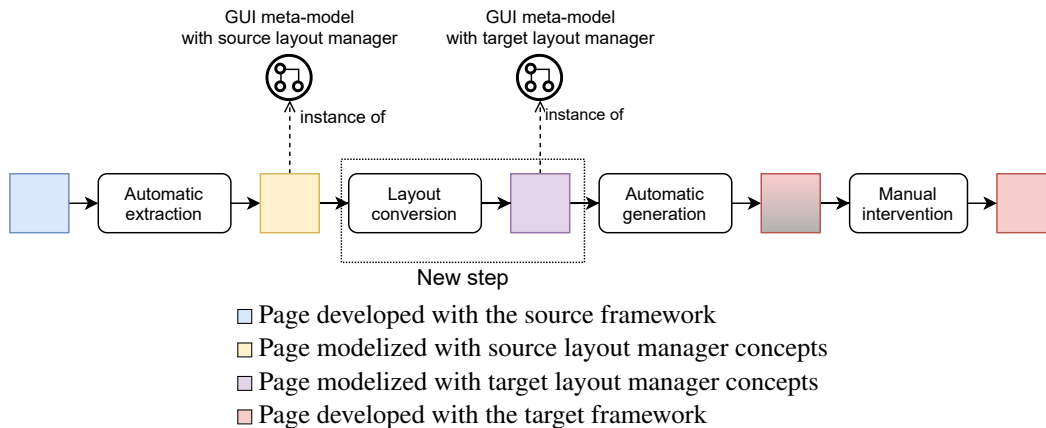 GUI meta-model
with source layout manager
GUI meta-model
with target layout manager
instance of
instance of
Automatic
extraction
Layout
conversion
Automatic
generation
Manual
intervention
New step
Page developed with the source framework
Page modelized with source layout manager concepts
Page modelized with target layout manager concepts
Page developed with the target framework